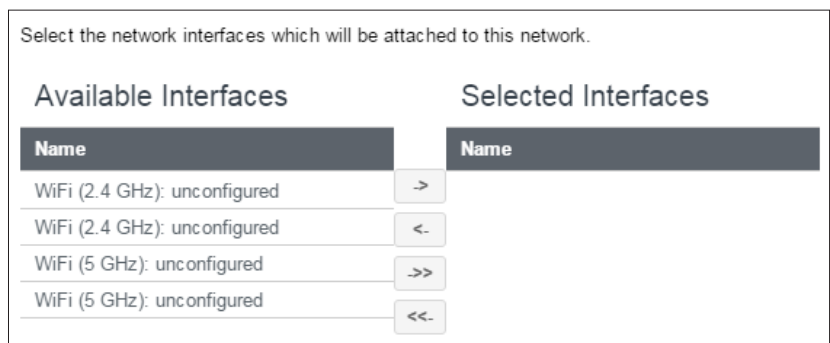 Select the network interfaces which will be attached to this network.
Available Interfaces
Selected Interfaces
Name
Name
WiFi (2.4 GHz): unconfigured
WiFi (2.4 GHz): unconfigured
WiFi (5 GHz): unconfigured
WiFi (5 GHz): unconfigured
->
<-
->>
<<-